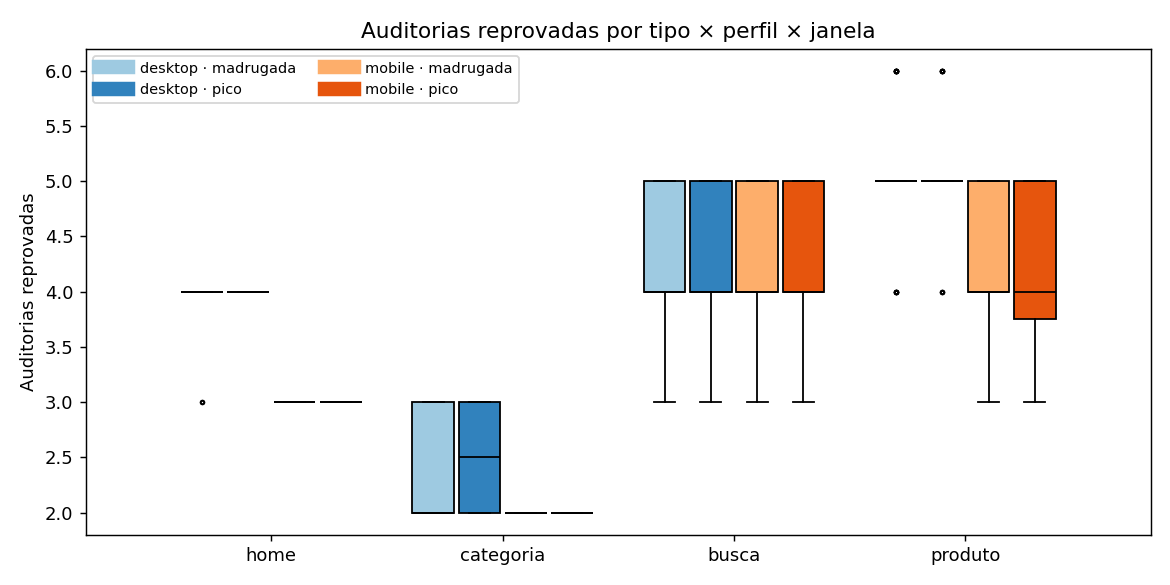 Auditorias reprovadas por tipo × perfil × janela
desktop · madrugada
desktop · pico
mobile · madrugada
mobile · pico
Auditorias reprovadas
6.0
5.5
5.0
4.5
4.0
3.5
3.0
2.5
2.0
home
categoria
busca
produto